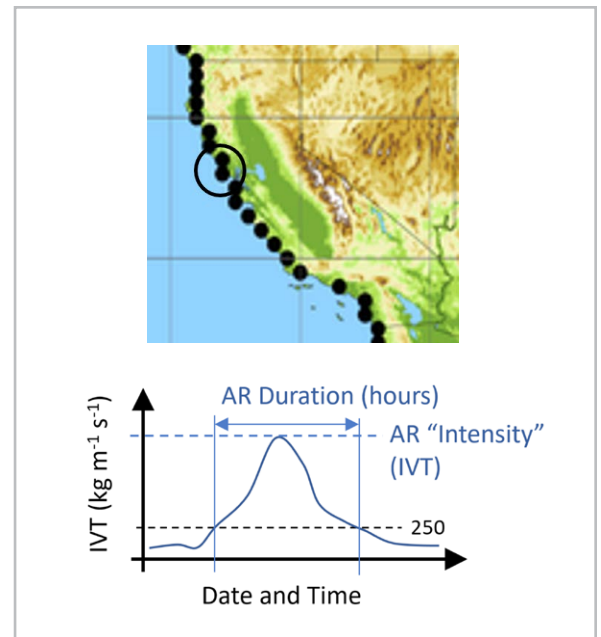 AR Duration (hours)
AR “Intensity”
(IVT)
IVT (kg m⁻¹ s⁻¹)
250
Date and Time